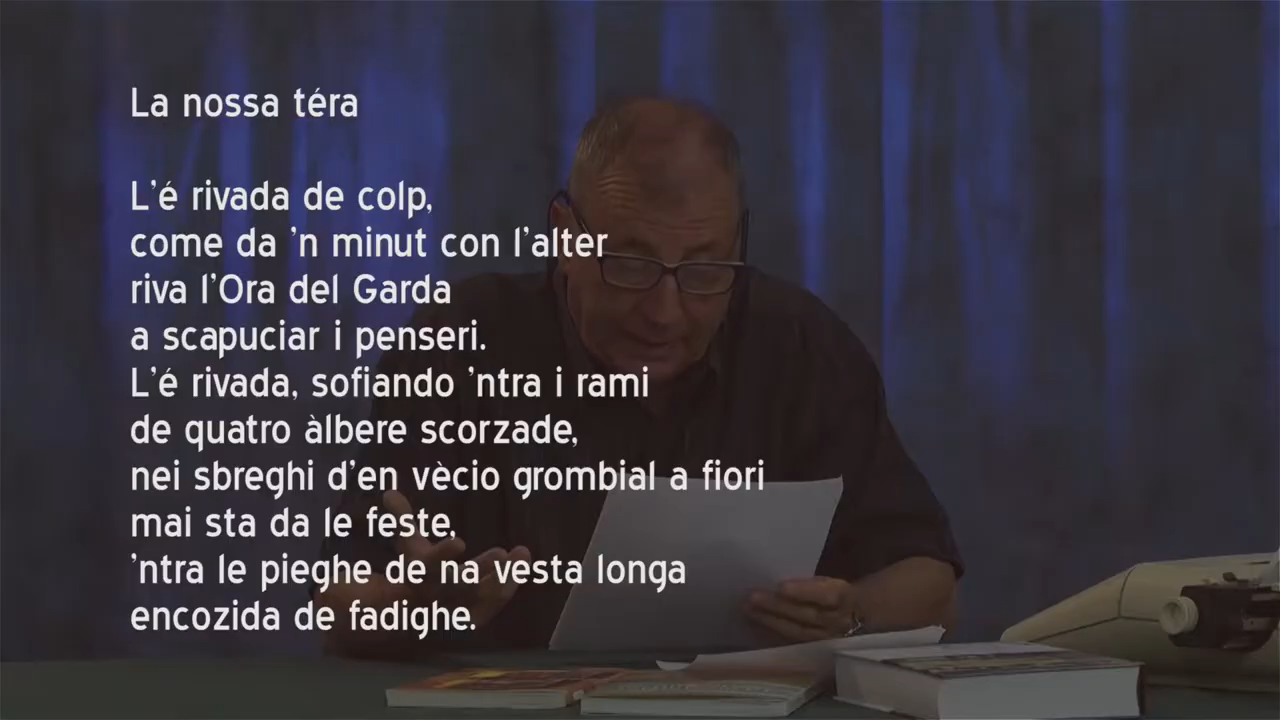 La nossa téra
L'é rivada de colp,
come da 'n minut con l'alter
riva l'Ora del Garda
a scapuciar i penseri.
L'é rivada, sofiando 'ntra i rami
de quatro àlbere scorzade,
nei sbreghi d'en vècio grombial a fiori
mai sta da le feste,
'ntra le pieghe de na vesta longa
encozida de fadighe.